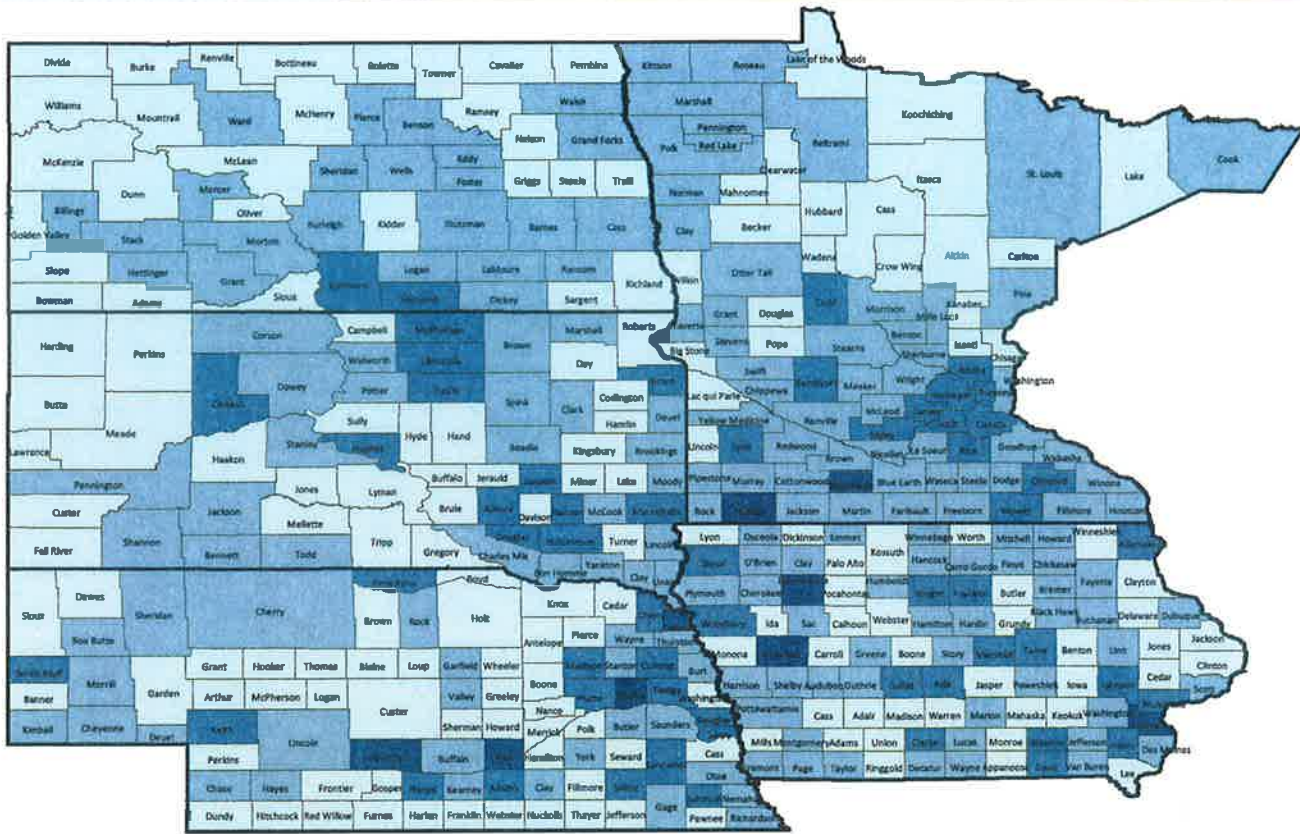 Divide
Burke
Renville
Bottineau
Rolette
Towner
Cavalier
Pembina
Kittson
Roseau
Lake of the Woods
Williams
Mountrail
Ward
McHenry
Pierce
Benson
Ramsey
Walsh
Marshall
Koochiching
Nelson
Grand Forks
Pennington
Red Lake
Polk
Beltrami
Clearwater
McKenzie
Dunn
McLean
Mercer
Oliver
Sheridan
Wells
Eddy
Foster
Griggs
Steele
Traill
Norman
Mahnomen
Itasca
St. Louis
Lake
Cook
Billings
Golden Valley
Stark
Morton
Burleigh
Kidder
Stutsman
Barnes
Cass
Clay
Becker
Hubbard
Cass
Wadena
Crow Wing
Aitkin
Carlton
Slope
Hettinger
Grant
Bowman
Adams
Sioux
Logan
LaMoure
Ransom
Dickey
Sargent
Richland
Wilkin
Otter Tail
Todd
Morrison
Mille Lacs
Kanabec
Pine
Grant
Douglas
Stevens
Pope
Stearns
Benton
Sherburne
Isanti
Chisago
Washington
Harding
Perkins
Corson
Campbell
Walworth
Brown
Marshall
Roberts
Day
Big Stone
Swift
Chippewa
Meeker
Wright
Butte
Meade
Lawrence
Dewey
Potter
Sully
Hyde
Hand
Spink
Clark
Codington
Hamlin
Deuel
Lac qui Parle
Yellow Medicine
Renville
McLeod
Haakon
Stanley
Beadle
Kingsbury
Brookings
Lincoln
Redwood
Brown
Le Sueur
Goodhue
Wabasha
Pennington
Custer
Fall River
Shannon
Jackson
Jones
Lyman
Buffalo
Jerauld
Miner
Lake
Moody
Pipestone
Murray
Cottonwood
Blue Earth
Waseca
Steele
Dodge
Winona
Mellette
Bennett
Todd
Tripp
Brule
Gregory
Davison
McCook
Turner
Lincoln
Rock
Jackson
Martin
Faribault
Freeborn
Fillmore
Houston
Charles Mix
Bon Homme
Yankton
Clay
Union
Lyon
Osceola
Dickinson
Emmet
Winnebago
Worth
Mitchell
Howard
Winneshiek
Sioux
Dawes
Sheridan
Cherry
Boyd
Knox
Cedar
O'Brien
Clay
Palo Alto
Kossuth
Hancock
Cerro Gordo
Floyd
Chickasaw
Fayette
Clayton
Box Butte
Brown
Rock
Holt
Antelope
Pierce
Wayne
Thurston
Plymouth
Cherokee
Pocahontas
Humboldt
Butler
Bremer
Black Hawk
Buchanan
Delaware
Dubuque
Banner
Morrill
Garden
Grant
Hooker
Thomas
Blaine
Loup
Garfield
Wheeler
Boone
Stanton
Burt
Woodbury
Ida
Sac
Calhoun
Webster
Hamilton
Hardin
Grundy
Jackson
Monona
Carroll
Greene
Boone
Story
Benton
Linn
Jones
Clinton
Cedar
Kimball
Cheyenne
Deuel
Arthur
McPherson
Logan
Custer
Valley
Greeley
Nance
Washington
Harrison
Shelby
Audubon
Guthrie
Jasper
Poweshiek
Iowa
Scott
Perkins
Lincoln
Sherman
Howard
Merrick
Polk
Butler
Saunders
Cass
Pottawattamie
Cass
Adair
Madison
Warren
Marion
Mahaska
Keokuk
Washington
Buffalo
Hamilton
York
Seward
Otoe
Mills
Montgomery
Adams
Union
Lucas
Monroe
Jefferson
Des Moines
Chase
Hayes
Frontier
Gosper
Kearney
Clay
Fillmore
Gage
Nemaha
Fremont
Page
Taylor
Ringgold
Decatur
Wayne
Appanoose
Van Buren
Lee
Dundy
Hitchcock
Red Willow
Furnas
Harlan
Franklin
Webster
Nuckolls
Thayer
Jefferson
Pawnee
Richardson